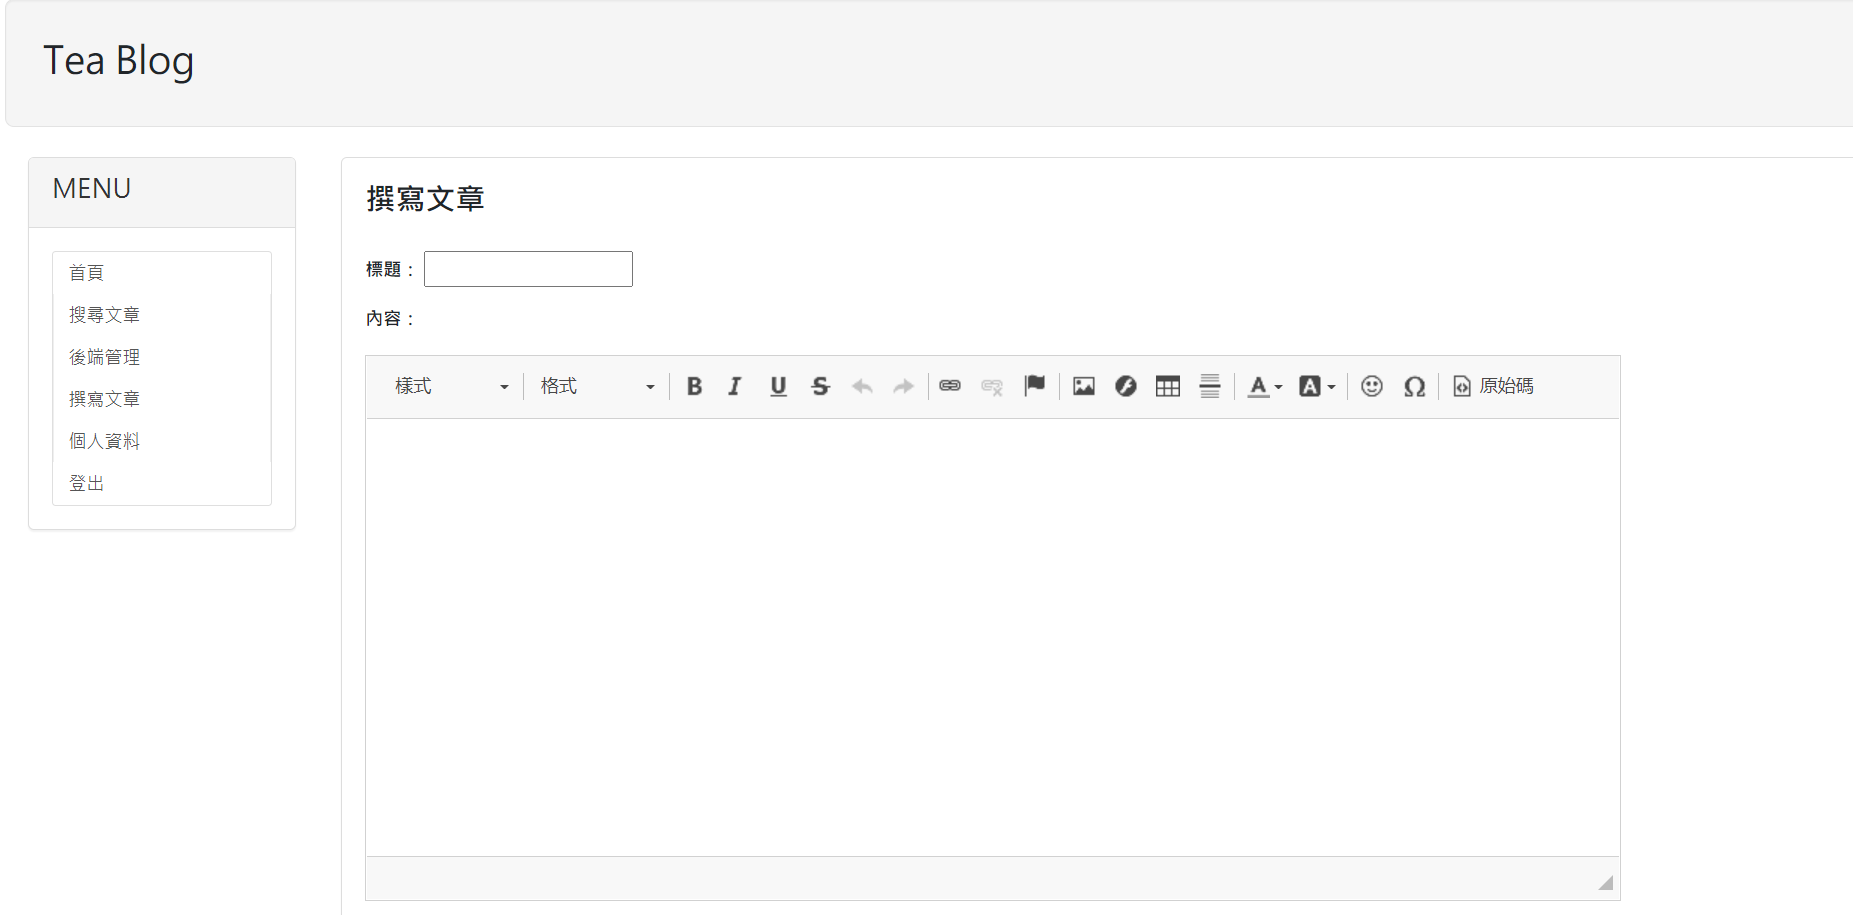 Tea Blog
MENU
首頁
搜尋文章
後端管理
撰寫文章
個人資料
登出
撰寫文章
標題：
內容：
樣式 格式 B I U S A A Ω 原始碼